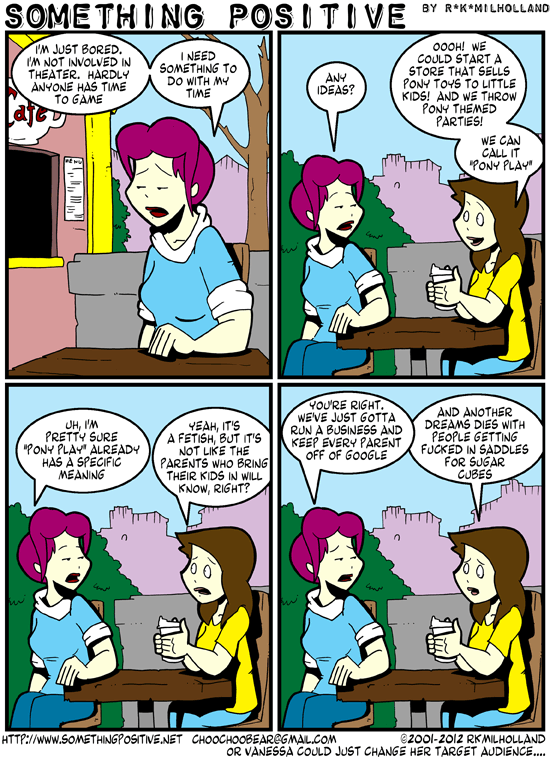 SOMETHING POSITIVE BY R*K*MILHOLLAND
I'M JUST BORED.
I'M NOT INVOLVED IN
THEATER. HARDLY
ANYONE HAS TIME
TO GAME
I NEED
SOMETHING TO
DO WITH MY
TIME
Cafe
MENU
ANY
IDEAS?
OOOH! WE
COULD START A
STORE THAT SELLS
PONY TOYS TO LITTLE
KIDS! AND WE THROW
PONY THEMED
PARTIES!
WE CAN
CALL IT
"PONY PLAY"
UH, I'M
PRETTY SURE
"PONY PLAY" ALREADY
HAS A SPECIFIC
MEANING
YEAH, IT'S
A FETISH, BUT IT'S
NOT LIKE THE
PARENTS WHO BRING
THEIR KIDS IN WILL
KNOW, RIGHT?
YOU'RE RIGHT.
WE'VE JUST GOTTA
RUN A BUSINESS AND
KEEP EVERY PARENT
OFF OF GOOGLE
AND ANOTHER
DREAMS DIES WITH
PEOPLE GETTING
FUCKED IN SADDLES
FOR SUGAR
CUBES
HTTP://WWW.SOMETHINGPOSITIVE.NET CHOOCHOOBEAR@GMAIL.COM ©2001-2012 RKMILHOLLAND
OR VANESSA COULD JUST CHANGE HER TARGET AUDIENCE....